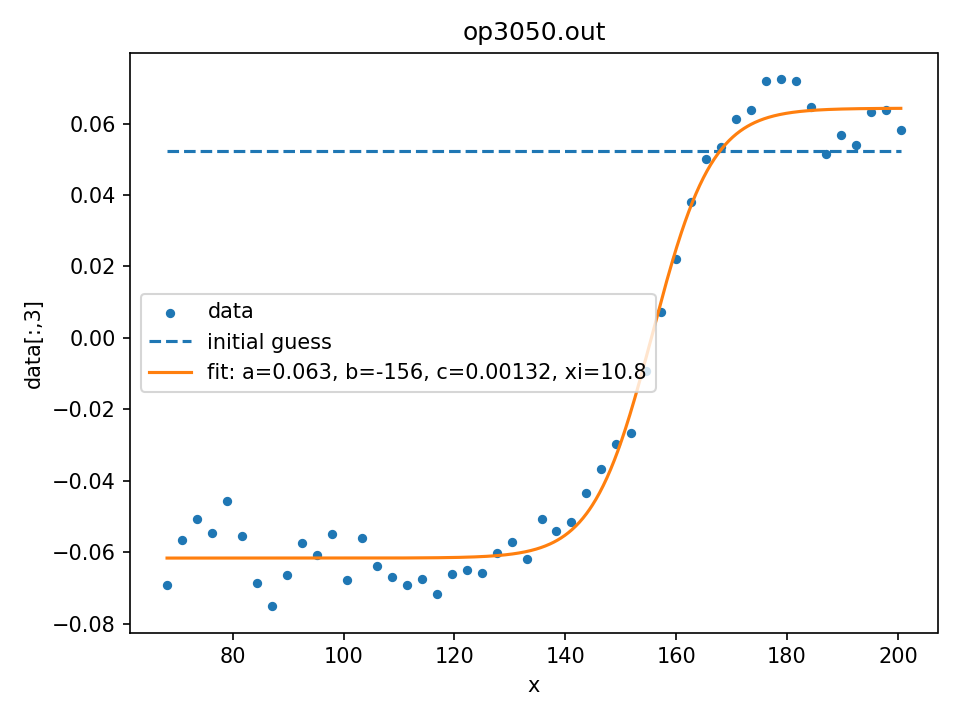 op3050.out
data[:,3]
0.06
0.04
0.02
0.00
−0.02
−0.04
−0.06
−0.08
data
initial guess
fit: a=0.063, b=-156, c=0.00132, xi=10.8
80 100 120 140 160 180 200
x